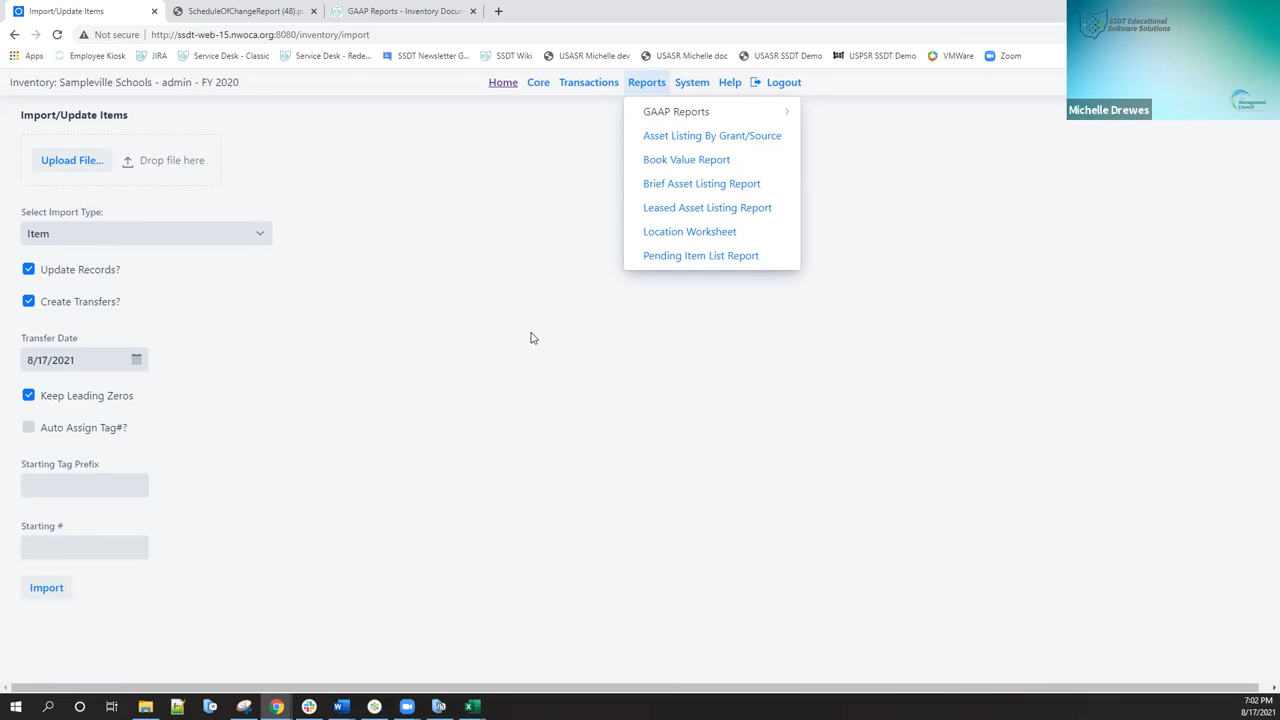 Import/Update Items
ScheduleOfChangeReport (48).p
GAAP Reports - Inventory Docum
Not secure
http://ssdt-web-15.nwoca.org:8080/inventory/import
Apps
Employee Kiosk
JIRA
Service Desk - Classic
Service Desk - Rede...
SSDT Newsletter G...
SSDT Wiki
USASR Michelle dev
USASR Michelle doc
USASR SSDT Demo
USPSR SSDT Demo
VMWare
Zoom
Inventory: Sampleville Schools - admin - FY 2020
Home
Core
Transactions
Reports
System
Help
Logout
GAAP Reports
Asset Listing By Grant/Source
Book Value Report
Brief Asset Listing Report
Leased Asset Listing Report
Location Worksheet
Pending Item List Report
Import/Update Items
Upload File...
Drop file here
Select Import Type:
Item
Update Records?
Create Transfers?
Transfer Date
8/17/2021
Keep Leading Zeros
Auto Assign Tag#?
Starting Tag Prefix
Starting #
Import
SSDT Educational
Software Solutions
Management
Council
Michelle Drewes
7:02 PM
8/17/2021